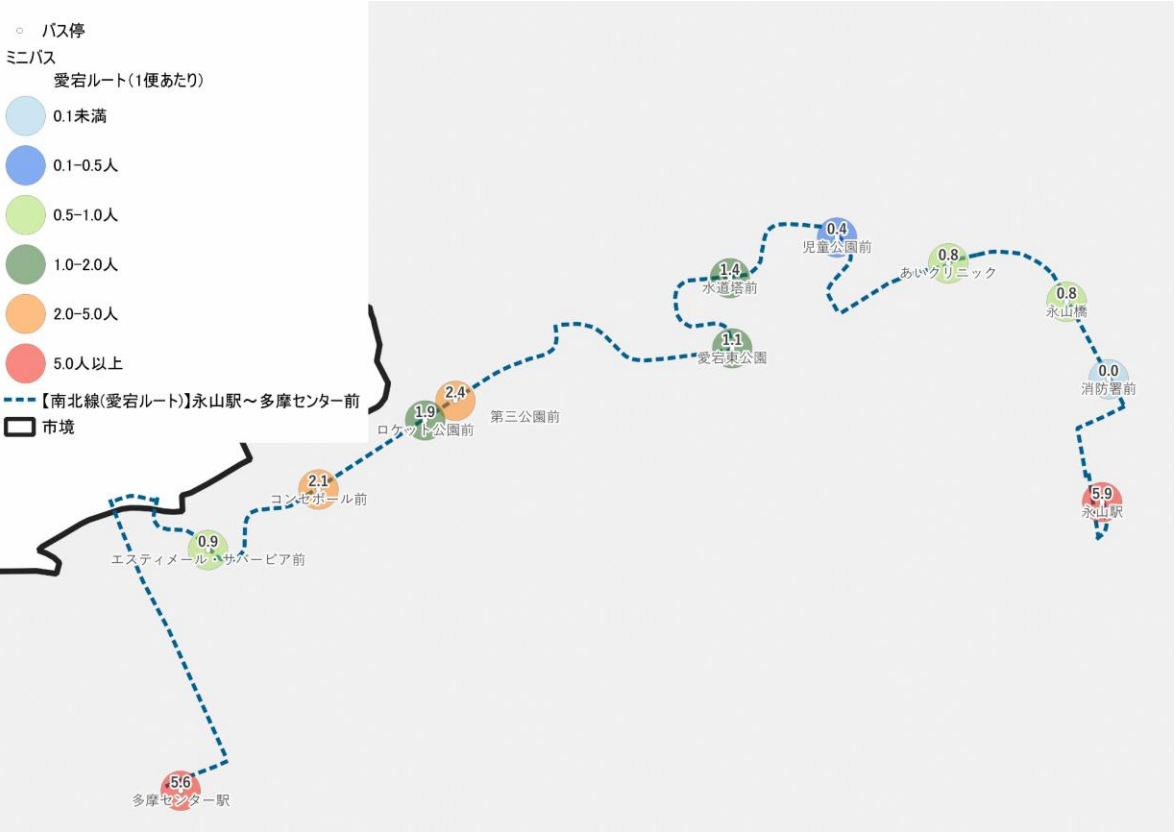 バス停
ミニバス
愛宕ルート(1便あたり)
0.1未満
0.1-0.5人
0.5-1.0人
1.0-2.0人
2.0-5.0人
5.0人以上
【南北線(愛宕ルート)】永山駅～多摩センター前
市境
0.4
児童公園前
0.8
あいクリニック
1.4
水道塔前
0.8
永山橋
1.1
愛宕東公園
0.0
消防署前
2.4
第三公園前
1.9
ロケット公園前
2.1
コンセボール前
5.9
永山駅
0.9
エスティメール・サバービア前
5.6
多摩センター駅